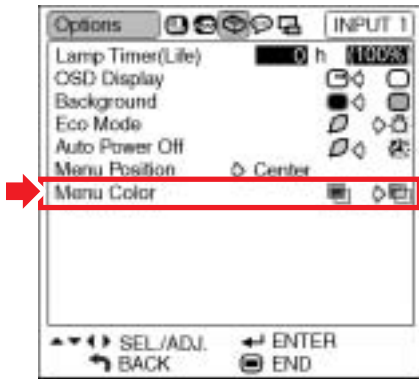 Options INPUT 1
Lamp Timer(Life) 0 h (100%)
OSD Display
Background
Eco Mode
Auto Power Off
Menu Position Center
Menu Color
SEL./ADJ. ENTER
BACK END